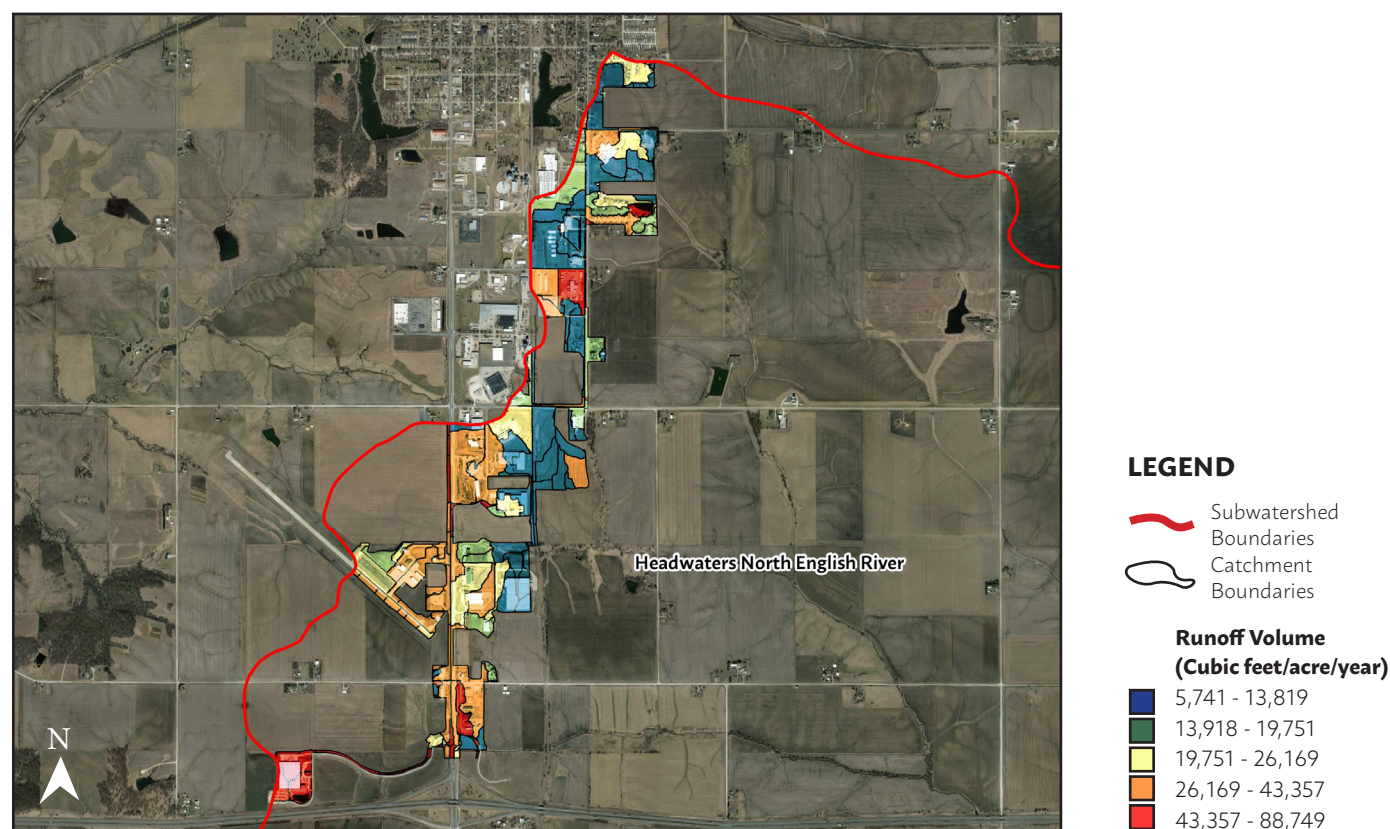 Headwaters North English River
N
LEGEND
Subwatershed
Boundaries
Catchment
Boundaries
Runoff Volume
(Cubic feet/acre/year)
5,741 - 13,819
13,918 - 19,751
19,751 - 26,169
26,169 - 43,357
43,357 - 88,749